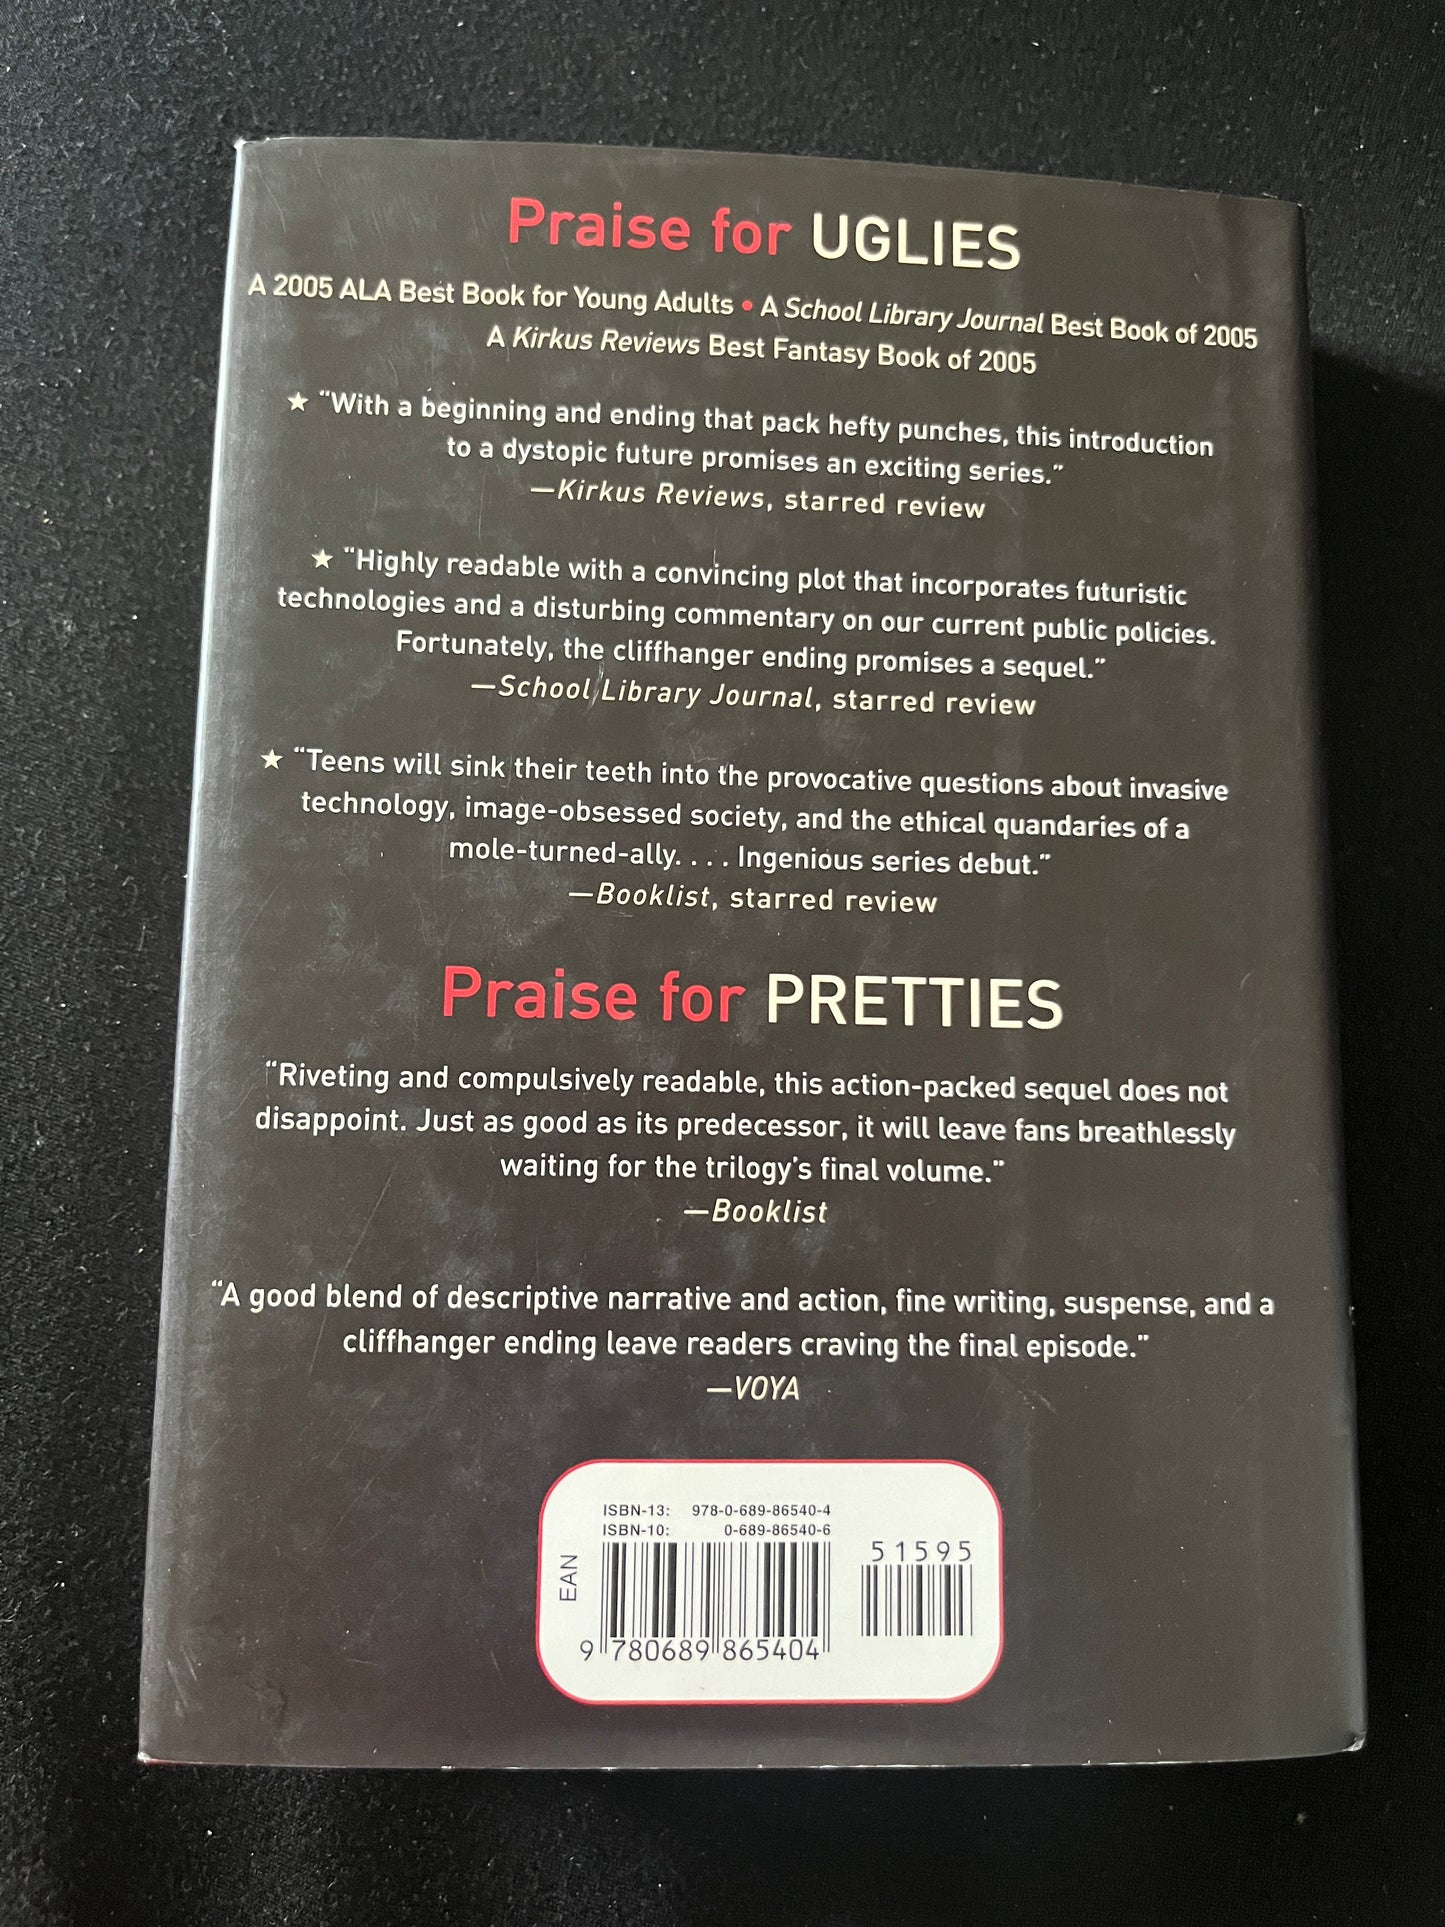 Praise for UGLIES
A 2005 ALA Best Book for Young Adults • A School Library Journal Best Book of 2005
A Kirkus Reviews Best Fantasy Book of 2005
★ “With a beginning and ending that pack hefty punches, this introduction
to a dystopic future promises an exciting series.”
—Kirkus Reviews, starred review
★ “Highly readable with a convincing plot that incorporates futuristic
technologies and a disturbing commentary on our current public policies.
Fortunately, the cliffhanger ending promises a sequel.”
—School Library Journal, starred review
★ “Teens will sink their teeth into the provocative questions about invasive
technology, image-obsessed society, and the ethical quandaries of a
mole-turned-ally. . . . Ingenious series debut.”
—Booklist, starred review
Praise for PRETTIES
“Riveting and compulsively readable, this action-packed sequel does not
disappoint. Just as good as its predecessor, it will leave fans breathlessly
waiting for the trilogy’s final volume.”
—Booklist
“A good blend of descriptive narrative and action, fine writing, suspense, and a
cliffhanger ending leave readers craving the final episode.”
—VOYA
ISBN-13: 978-0-689-86540-4
ISBN-10: 0-689-86540-6
51595
EAN
9 780689 865404